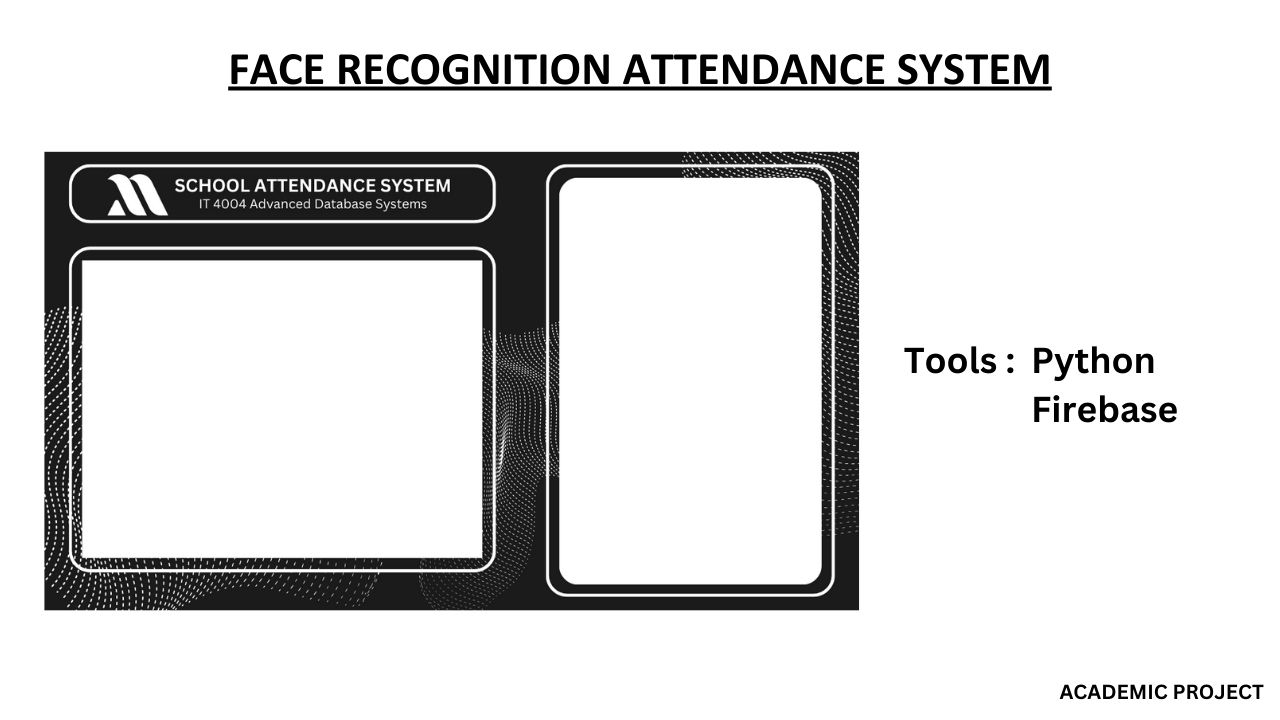 FACE RECOGNITION ATTENDANCE SYSTEM
SCHOOL ATTENDANCE SYSTEM
IT 4004 Advanced Database Systems
Tools : Python
Firebase
ACADEMIC PROJECT